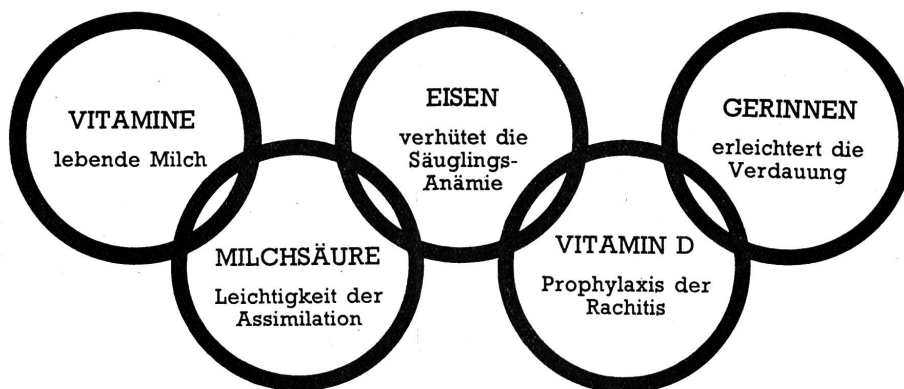 VITAMINE
lebende Milch
MILCHSÄURE
Leichtigkeit der
Assimilation
EISEN
verhütet die
Säuglings-
Anämie
VITAMIN D
Prophylaxis der
Rachitis
GERINNEN
erleichtert die
Verdauung